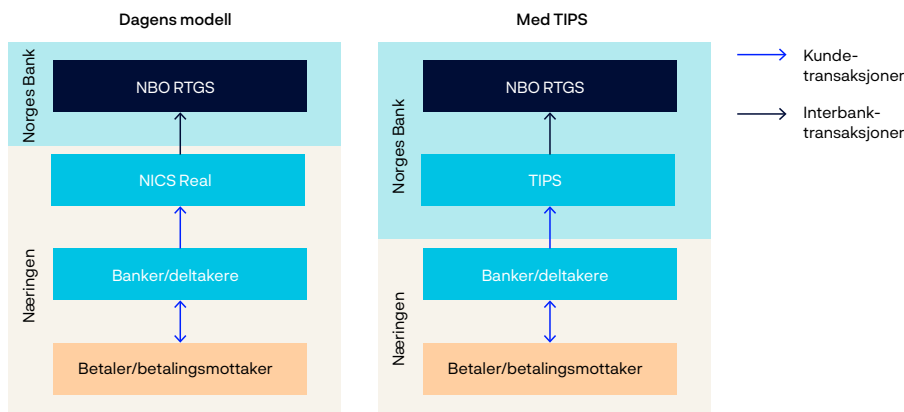 Dagens modell
Norges Bank
NBO RTGS
NICS Real
Næringen
Banker/deltakere
Betaler/betalingsmottaker
Med TIPS
Norges Bank
NBO RTGS
TIPS
Næringen
Banker/deltakere
Betaler/betalingsmottaker
Kunde-
transaksjoner
Interbank-
transaksjoner